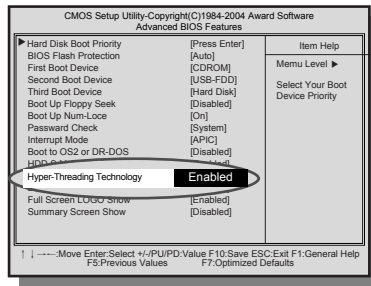 CMOS Setup Utility-Copyright(C)1984-2004 Award Software
Advanced BIOS Features
Hard Disk Boot Priority [Press Enter]
BIOS Flash Protection [Auto]
First Boot Device [CDROM]
Second Boot Device [USB-FDD]
Third Boot Device [Hard Disk]
Boot Up Floppy Seek [Disabled]
Boot Up Num-Loce [On]
Passward Check [System]
Interrupt Mode [APIC]
Boot to OS2 or DR-DOS [Disabled]
Hyper-Threading Technology Enabled
Full Screen LOGO Show [Enabled]
Summary Screen Show [Disabled]
Item Help
Memu Level ▶
Select Your Boot
Device Priority
↑↓→←:Move Enter:Select +/-/PU/PD:Value F10:Save ESC:Exit F1:General Help
F5:Previous Values F7:Optimized Defaults